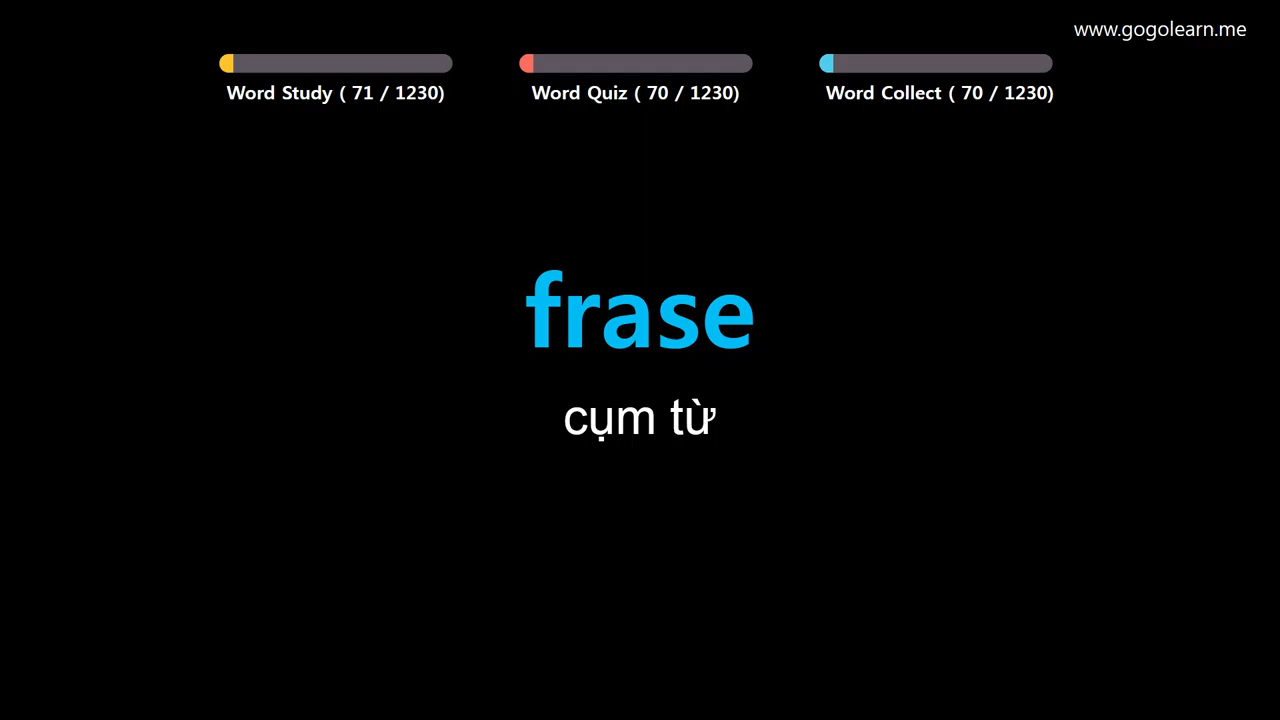 www.gogolearn.me
Word Study ( 71 / 1230)
Word Quiz ( 70 / 1230)
Word Collect ( 70 / 1230)
frase
cụm từ